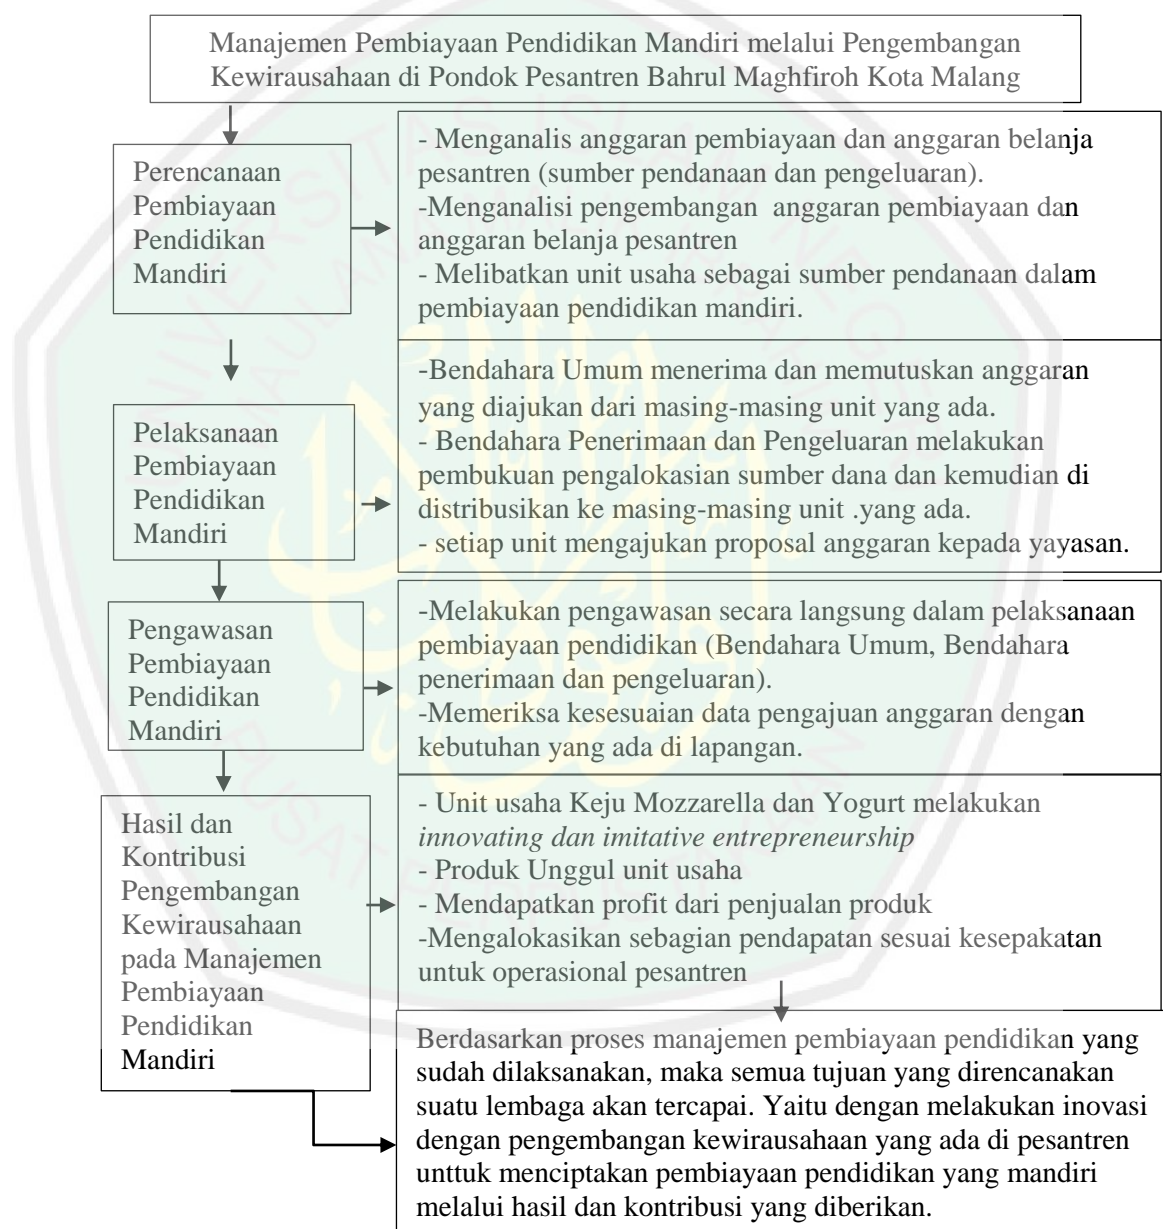 Manajemen Pembiayaan Pendidikan Mandiri melalui Pengembangan
Kewirausahaan di Pondok Pesantren Bahrul Maghfiroh Kota Malang
Perencanaan
Pembiayaan
Pendidikan
Mandiri
- Menganalis anggaran pembiayaan dan anggaran belanja
pesantren (sumber pendanaan dan pengeluaran).
-Menganalisi pengembangan anggaran pembiayaan dan
anggaran belanja pesantren
- Melibatkan unit usaha sebagai sumber pendanaan dalam
pembiayaan pendidikan mandiri.
Pelaksanaan
Pembiayaan
Pendidikan
Mandiri
-Bendahara Umum menerima dan memutuskan anggaran
yang diajukan dari masing-masing unit yang ada.
- Bendahara Penerimaan dan Pengeluaran melakukan
pembukuan pengalokasian sumber dana dan kemudian di
distribusikan ke masing-masing unit .yang ada.
- setiap unit mengajukan proposal anggaran kepada yayasan.
Pengawasan
Pembiayaan
Pendidikan
Mandiri
-Melakukan pengawasan secara langsung dalam pelaksanaan
pembiayaan pendidikan (Bendahara Umum, Bendahara
penerimaan dan pengeluaran).
-Memeriksa kesesuaian data pengajuan anggaran dengan
kebutuhan yang ada di lapangan.
Hasil dan
Kontribusi
Pengembangan
Kewirausahaan
pada Manajemen
Pembiayaan
Pendidikan
Mandiri
- Unit usaha Keju Mozzarella dan Yogurt melakukan
innovating dan imitative entrepreneurship
- Produk Unggul unit usaha
- Mendapatkan profit dari penjualan produk
-Mengalokasikan sebagian pendapatan sesuai kesepakatan
untuk operasional pesantren
Berdasarkan proses manajemen pembiayaan pendidikan yang
sudah dilaksanakan, maka semua tujuan yang direncanakan
suatu lembaga akan tercapai. Yaitu dengan melakukan inovasi
dengan pengembangan kewirausahaan yang ada di pesantren
unttuk menciptakan pembiayaan pendidikan yang mandiri
melalui hasil dan kontribusi yang diberikan.
UNIVERSITAS ISLAM NEGERI
MAULANA MALIK IBRAHIM
PUSAT PERPUSTAKAAN